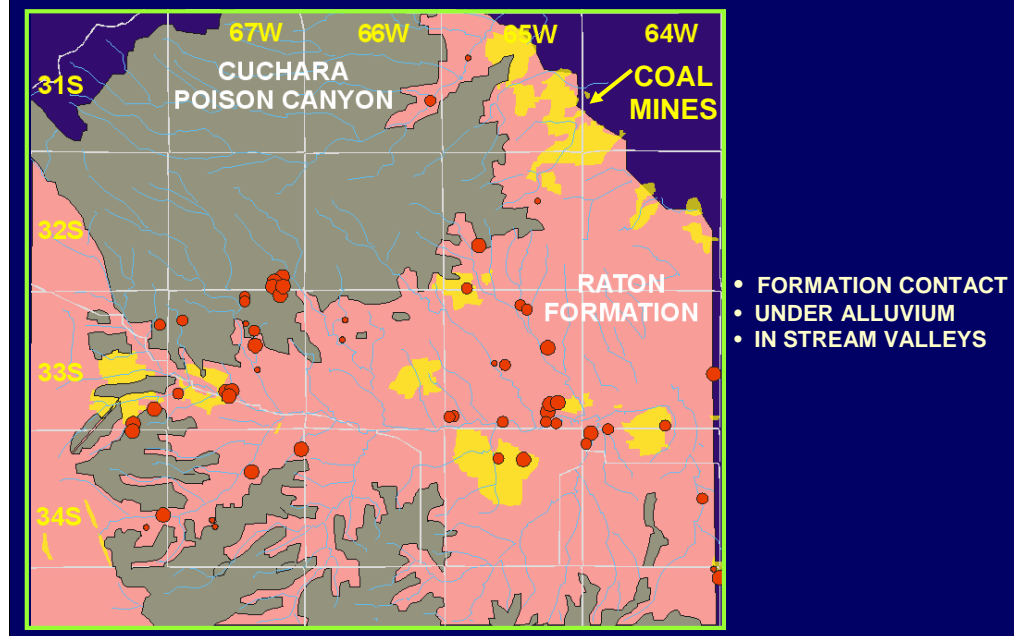 67W 66W 65W 64W
31S
CUCHARA
POISON CANYON
COAL
MINES
32S
RATON
FORMATION
33S
34S
• FORMATION CONTACT
• UNDER ALLUVIUM
• IN STREAM VALLEYS